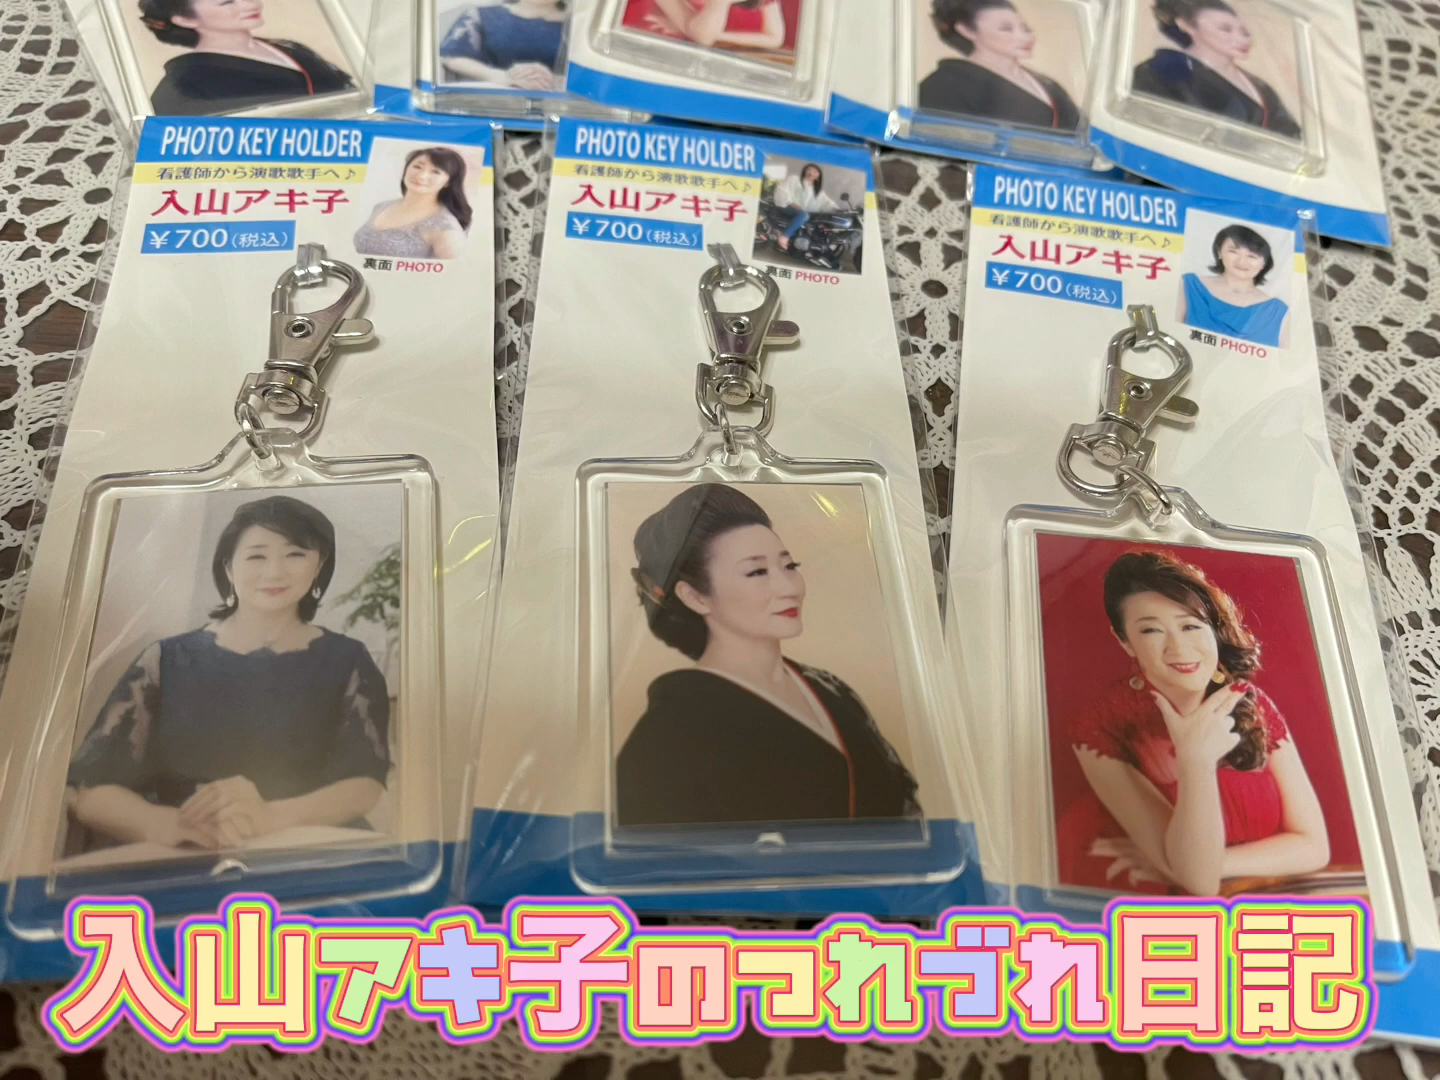 PHOTO KEY HOLDER
看護師から演歌歌手へ♪
入山アキ子
¥700(税込)
裏面 PHOTO
PHOTO KEY HOLDER
看護師から演歌歌手へ♪
入山アキ子
¥700(税込)
裏面 PHOTO
PHOTO KEY HOLDER
看護師から演歌歌手へ♪
入山アキ子
¥700(税込)
裏面 PHOTO
入山アキ子のつれづれ日記